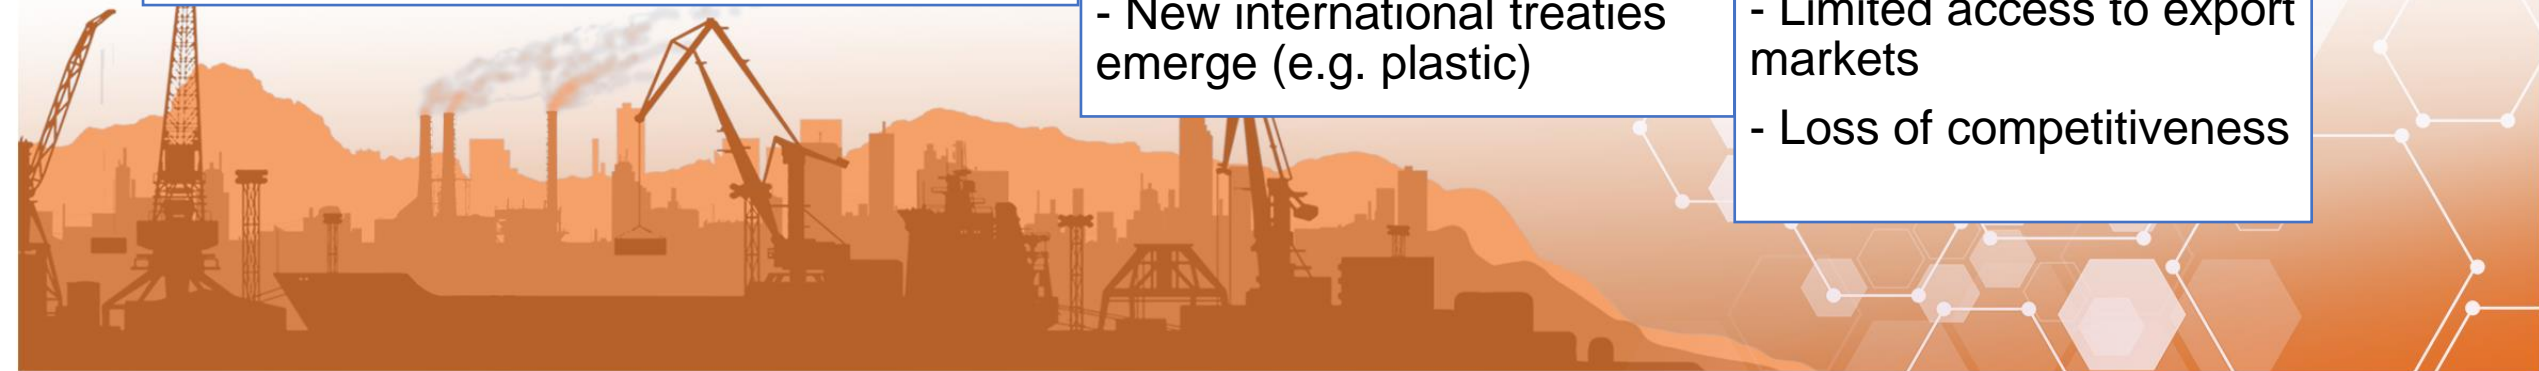 - New international treaties
emerge (e.g. plastic)
- Limited access to export
markets
- Loss of competitiveness